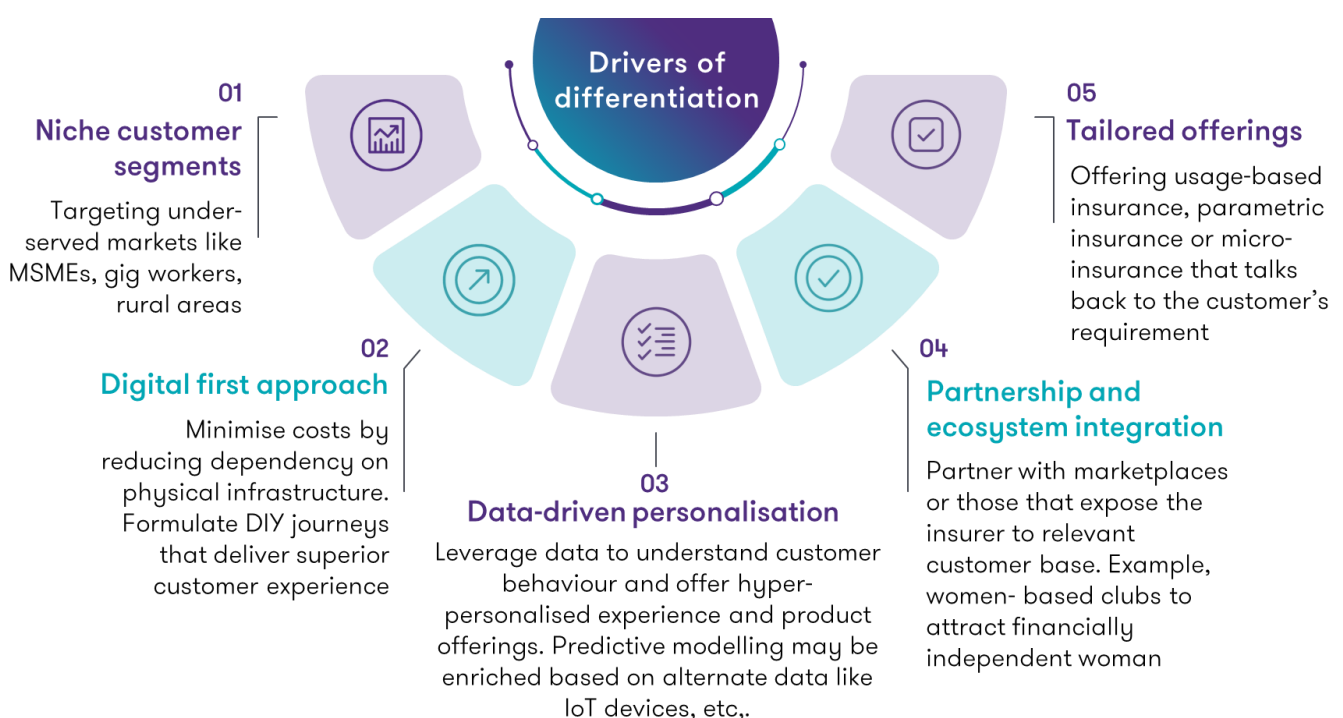 Drivers of
differentiation
01
Niche customer
segments
Targeting under-
served markets like
MSMEs, gig workers,
rural areas
02
Digital first approach
Minimise costs by
reducing dependency on
physical infrastructure.
Formulate DIY journeys
that deliver superior
customer experience
03
Data-driven personalisation
Leverage data to understand customer
behaviour and offer hyper-
personalised experience and product
offerings. Predictive modelling may be
enriched based on alternate data like
IoT devices, etc,.
04
Partnership and
ecosystem integration
Partner with marketplaces
or those that expose the
insurer to relevant
customer base. Example,
women- based clubs to
attract financially
independent woman
05
Tailored offerings
Offering usage-based
insurance, parametric
insurance or micro-
insurance that talks
back to the customer’s
requirement